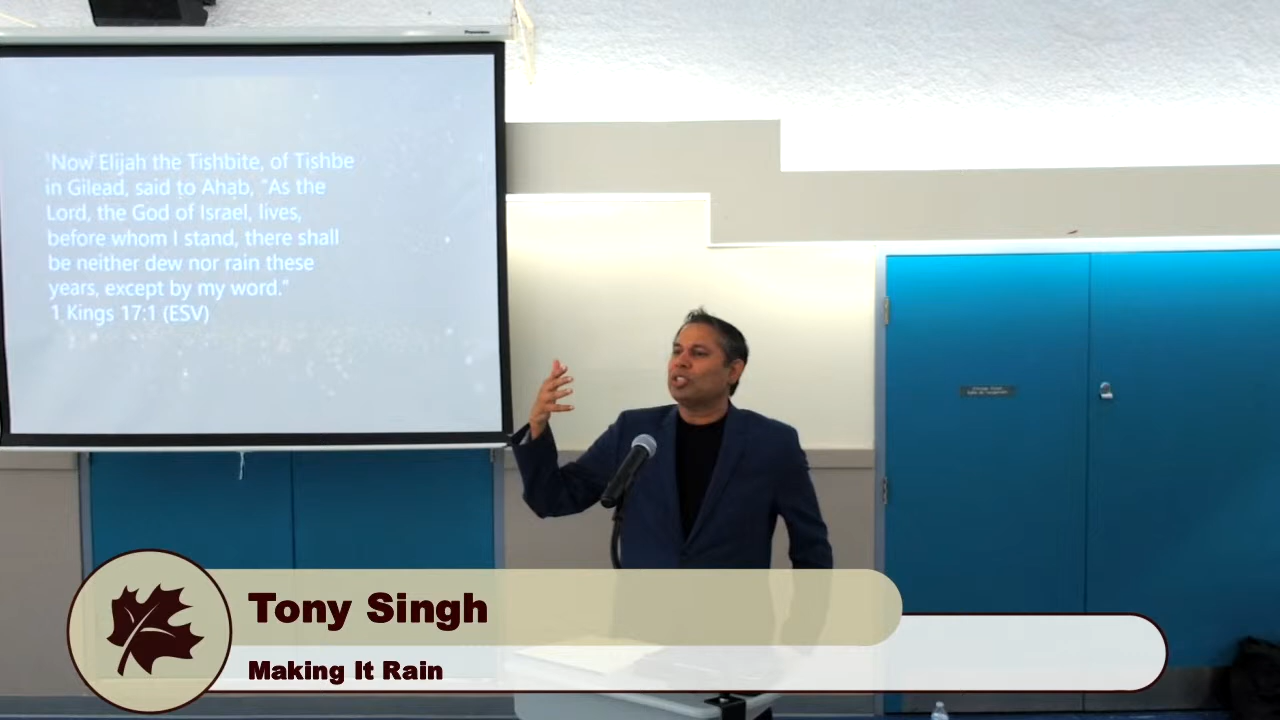 "Now Elijah the Tishbite, of Tishbe
in Gilead, said to Ahab, "As the
Lord, the God of Israel, lives,
before whom I stand, there shall
be neither dew nor rain these
years, except by my word."
1 Kings 17:1 (ESV)
Tony Singh
Making It Rain